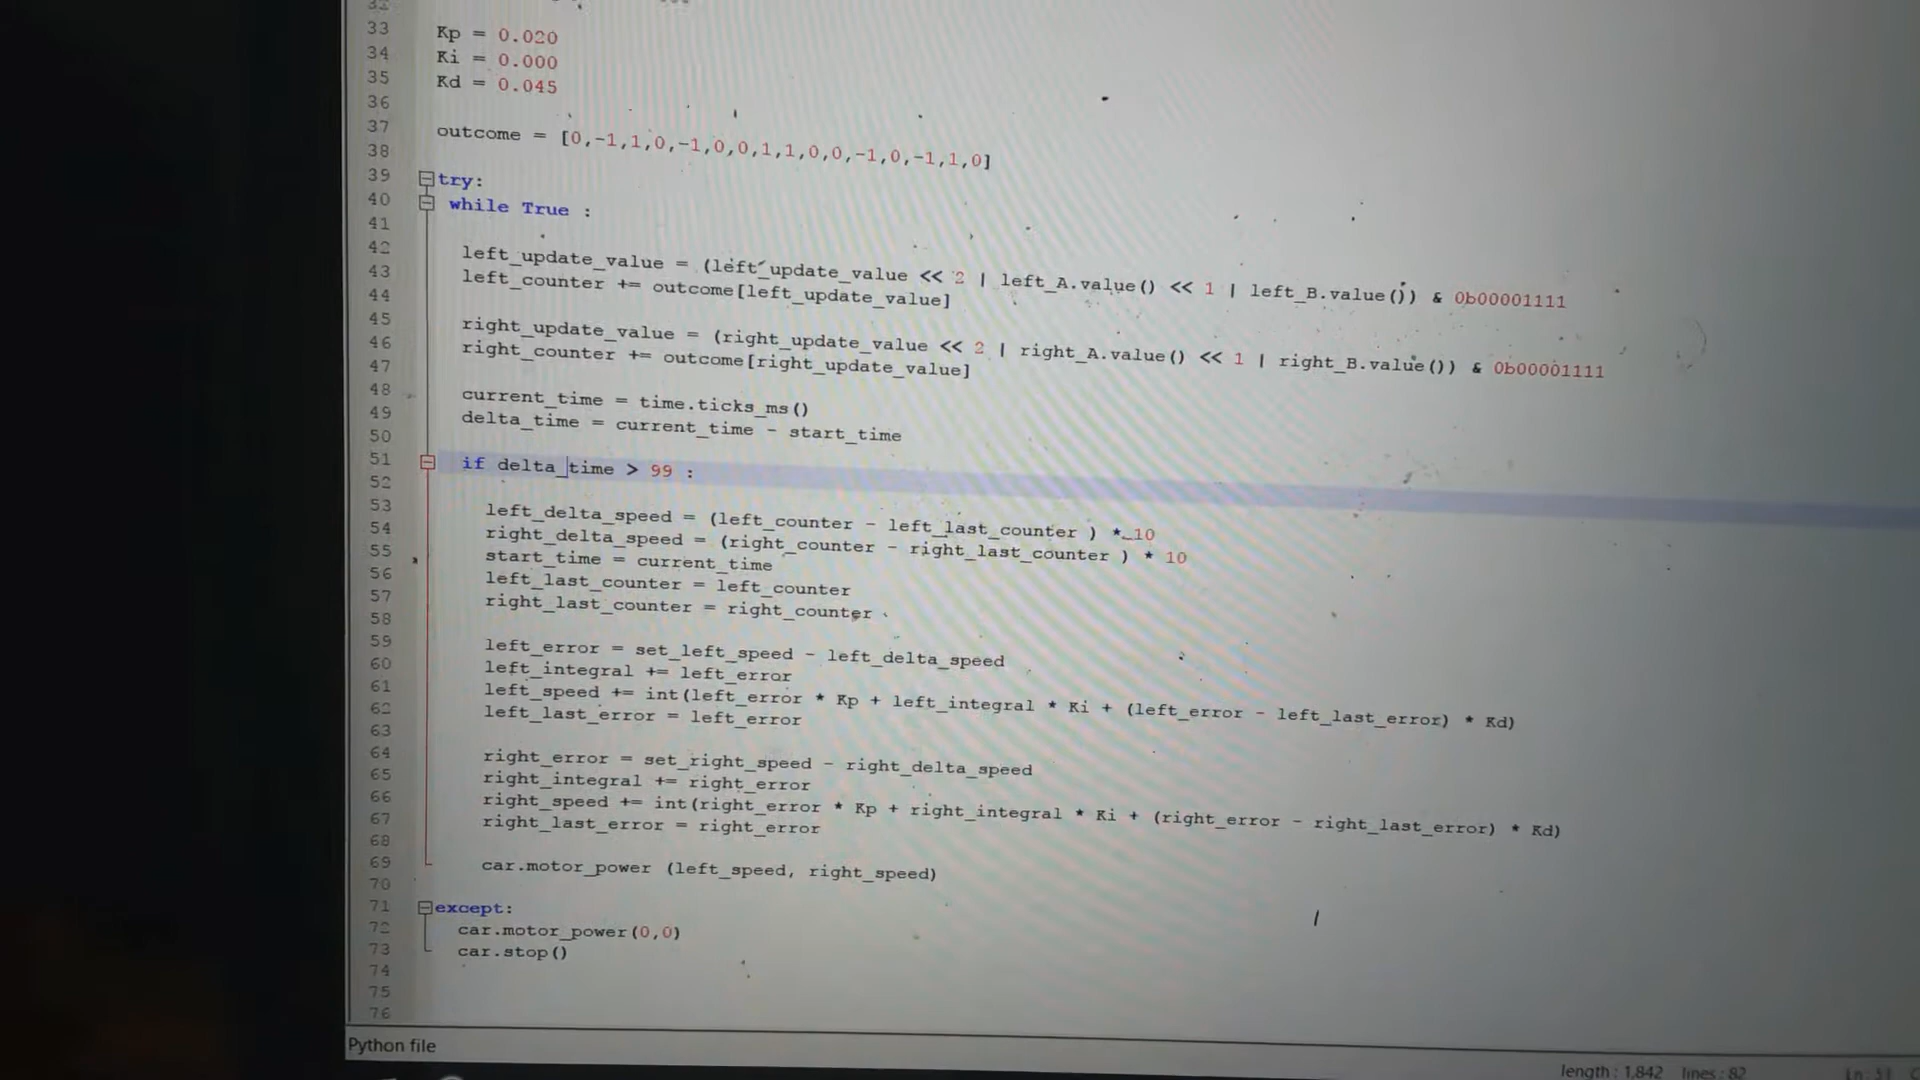 33 Kp = 0.020
34 Ki = 0.000
35 Kd = 0.045
36
37 outcome = [0,-1,1,0,-1,0,0,1,1,0,0,-1,0,-1,1,0]
38
39 try:
40 while True :
41
42 left_update_value = (left_update_value << 2 | left_A.value() << 1 | left_B.value()) & 0b00001111
43 left_counter += outcome[left_update_value]
44
45 right_update_value = (right_update_value << 2 | right_A.value() << 1 | right_B.value()) & 0b00001111
46 right_counter += outcome[right_update_value]
47
48 current_time = time.ticks_ms()
49 delta_time = current_time - start_time
50
51 if delta_time > 99 :
52
53 left_delta_speed = (left_counter - left_last_counter ) * 10
54 right_delta_speed = (right_counter - right_last_counter ) * 10
55 start_time = current_time
56 left_last_counter = left_counter
57 right_last_counter = right_counter
58
59 left_error = set_left_speed - left_delta_speed
60 left_integral += left_error
61 left_speed += int(left_error * Kp + left_integral * Ki + (left_error - left_last_error) * Kd)
62 left_last_error = left_error
63
64 right_error = set_right_speed - right_delta_speed
65 right_integral += right_error
66 right_speed += int(right_error * Kp + right_integral * Ki + (right_error - right_last_error) * Kd)
67 right_last_error = right_error
68
69 car.motor_power (left_speed, right_speed)
70
71 except:
72 car.motor_power(0,0)
73 car.stop()
74
75
76
Python file
length : 1,842 lines : 82